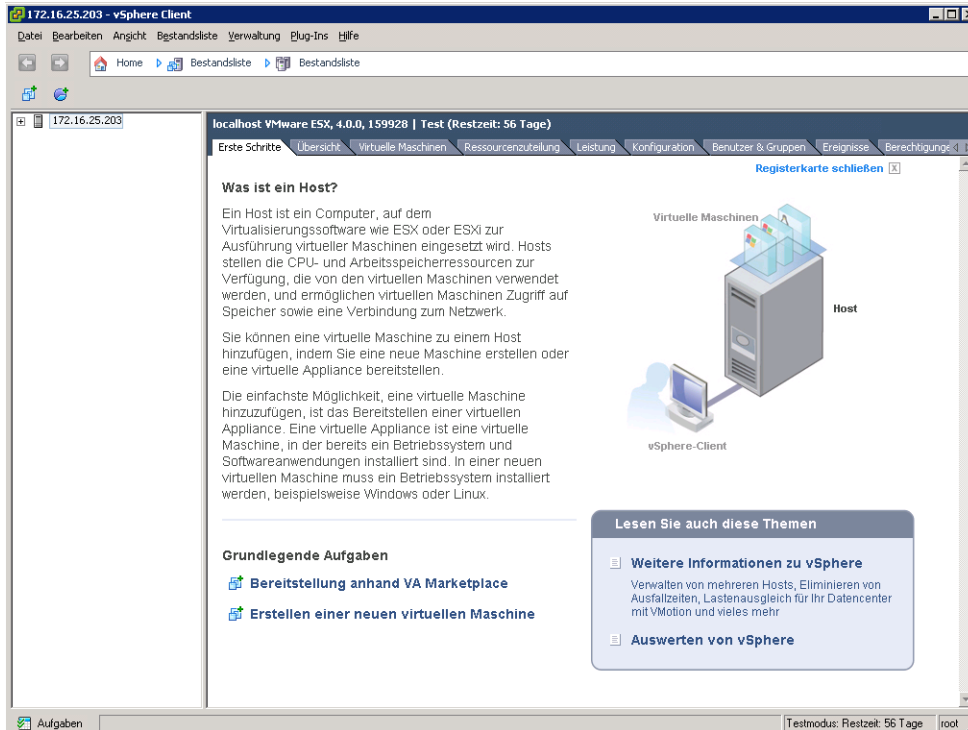 172.16.25.203 - vSphere Client
Datei Bearbeiten Ansicht Bestandsliste Verwaltung Plug-Ins Hilfe
Home Bestandsliste Bestandsliste
172.16.25.203
localhost VMware ESX, 4.0.0, 159928 | Test (Restzeit: 56 Tage)
Erste Schritte Übersicht Virtuelle Maschinen Ressourcenzuteilung Leistung Konfiguration Benutzer & Gruppen Ereignisse Berechtigunge
Registerkarte schließen
Was ist ein Host?
Ein Host ist ein Computer, auf dem
Virtualisierungssoftware wie ESX oder ESXi zur
Ausführung virtueller Maschinen eingesetzt wird. Hosts
stellen die CPU- und Arbeitsspeicherressourcen zur
Verfügung, die von den virtuellen Maschinen verwendet
werden, und ermöglichen virtuellen Maschinen Zugriff auf
Speicher sowie eine Verbindung zum Netzwerk.
Sie können eine virtuelle Maschine zu einem Host
hinzufügen, indem Sie eine neue Maschine erstellen oder
eine virtuelle Appliance bereitstellen.
Die einfachste Möglichkeit, eine virtuelle Maschine
hinzuzufügen, ist das Bereitstellen einer virtuellen
Appliance. Eine virtuelle Appliance ist eine virtuelle
Maschine, in der bereits ein Betriebssystem und
Softwareanwendungen installiert sind. In einer neuen
virtuellen Maschine muss ein Betriebssystem installiert
werden, beispielsweise Windows oder Linux.
Virtuelle Maschinen
Host
vSphere-Client
Grundlegende Aufgaben
Bereitstellung anhand VA Marketplace
Erstellen einer neuen virtuellen Maschine
Lesen Sie auch diese Themen
Weitere Informationen zu vSphere
Verwalten von mehreren Hosts, Eliminieren von
Ausfallzeiten, Lastenausgleich für Ihr Datencenter
mit VMotion und vieles mehr
Auswerten von vSphere
Aufgaben
Testmodus: Restzeit: 56 Tage root